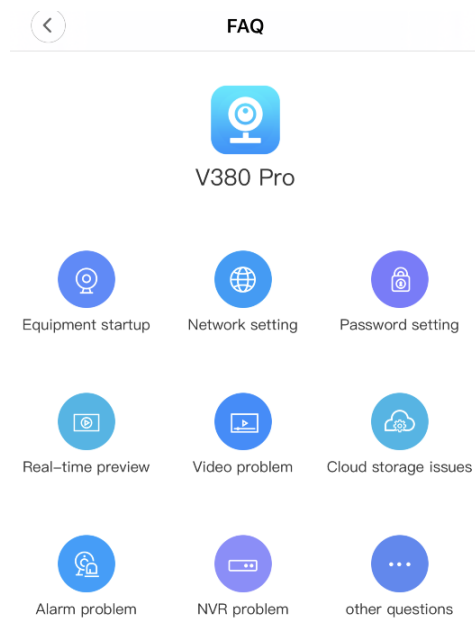 FAQ
V380 Pro
Equipment startup
Network setting
Password setting
Real-time preview
Video problem
Cloud storage issues
Alarm problem
NVR problem
other questions